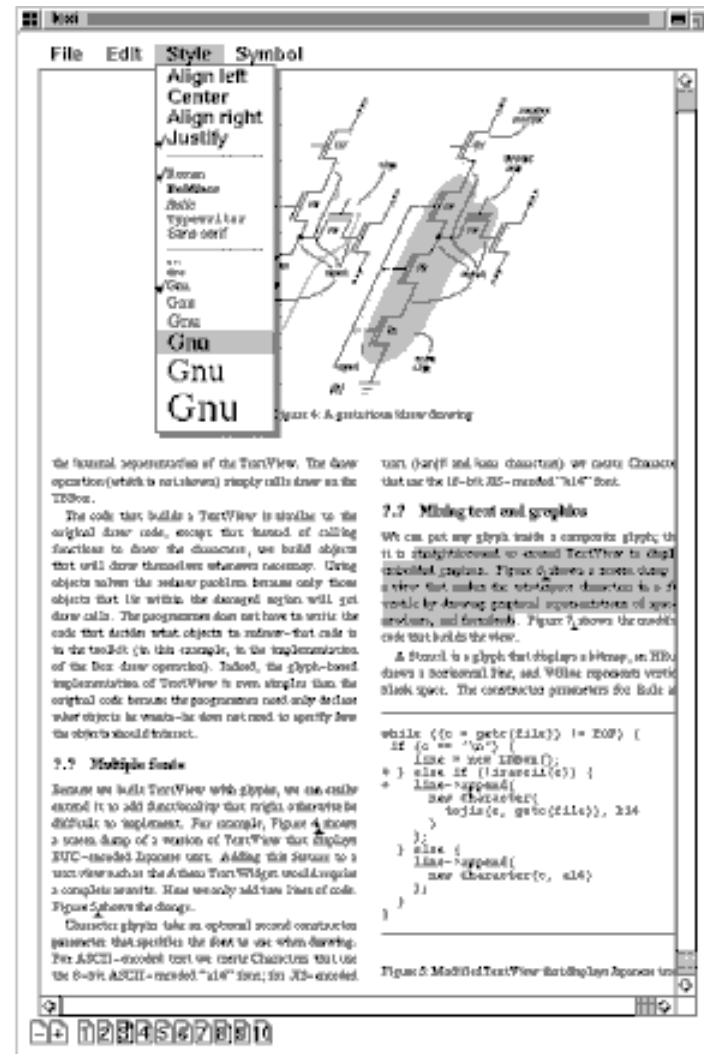 lexi
File Edit Style Symbol
Align left
Center
Align right
Justify
Roman
Boldface
Italic
Typewriter
Sans serif
Gnu
Gnu
Gnu
Gnu
Gnu
Gnu
Gnu
the internal representation of the TextView. The draw
operation (which is not shown) simply calls draw on the
TBBox.
The code that builds a TextView is similar to the
original draw code, except that instead of calling
functions to draw the characters, we build objects
that will draw themselves whenever necessary. Using
objects solves the redraw problem because only those
objects that lie within the damaged region will get
draw calls. The programmer does not have to write the
code that decides what objects to redraw–that code is
in the toolkit (in this example, in the implementation
of the Box draw operation). Indeed, the glyph-based
implementation of TextView is even simpler than the
original code because the programmer need only declare
what objects he wants–he does not need to specify how
the objects should interact.
?.? Multiple fonts
Because we built TextView with glyphs, we can easily
extend it to add functionality that might otherwise be
difficult to implement. For example, Figure 4 shows
a screen dump of a version of TextView that displays
EUC-encoded Japanese text. Adding this feature to a
text view such as the Athena Text Widget would require
a complete rewrite. Here we only add two lines of code.
Figure 5 shows the change.
Character glyphs take an optional second constructor
parameter that specifies the font to use when drawing.
For ASCII-encoded text we create Characters that use
the 8-bit ASCII-encoded "a14" font; for JIS-encoded
Figure 4: A gratuitous idraw drawing
text (kanji and kana characters) we create Character
that use the 16-bit JIS-encoded "k14" font.
?.? Mixing text and graphics
We can put any glyph inside a composite glyph; th
it is straightforward to extend TextView to displ
embedded graphics. Figure 6 shows a screen dump
a view that makes the whitespace characters in a
visible by drawing graphical representations of spac
newlines, and formfeeds. Figure 7 shows the modifi
code that builds the view.
A Stencil is a glyph that displays a bitmap, an HRu
draws a horizontal line, and VGlue represents vertic
blank space. The constructor parameters for Rule a
while ((c = getc(file)) != EOF) {
if (c == '\n') {
line = new LRBox();
+ } else if (!isascii(c)) {
+ line->append(
new Character(
tojis(c, getc(file)), k14
)
);
} else {
line->append(
new Character(c, a14)
);
}
}
Figure 5: Modified TextView that displays Japanese text
1 2 3 4 5 6 7 8 9 10